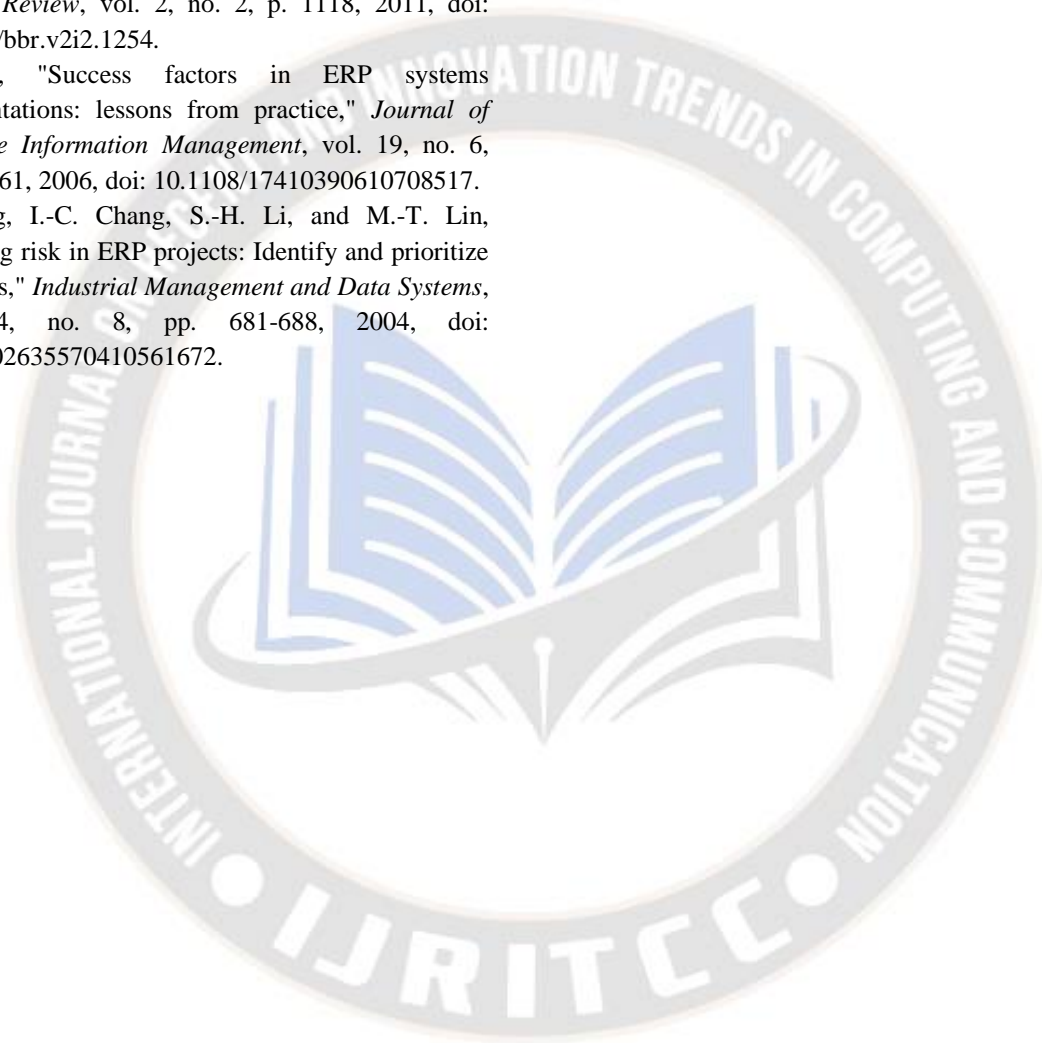 Review, vol. 2, no. 2, p. 1118, 2011, doi:
/bbr.v2i2.1254.
"Success factors in ERP systems
ntations: lessons from practice," Journal of
e Information Management, vol. 19, no. 6,
61, 2006, doi: 10.1108/17410390610708517.
g, I.-C. Chang, S.-H. Li, and M.-T. Lin,
g risk in ERP projects: Identify and prioritize
s," Industrial Management and Data Systems,
4, no. 8, pp. 681-688, 2004, doi:
02635570410561672.
INTERNATIONAL JOURNAL ON RECENT AND INNOVATION TRENDS IN COMPUTING AND COMMUNICATION
IJRITCC